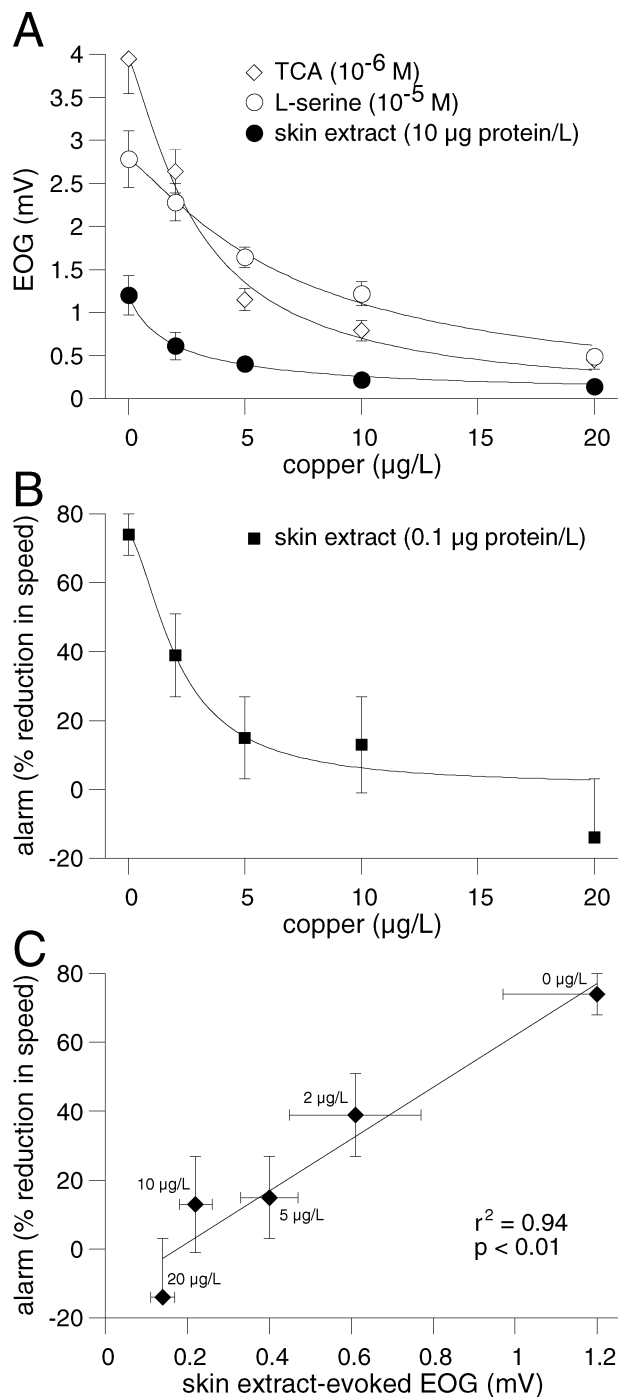 A
4
3.5
3
2.5
2
1.5
1
0.5
0
EOG (mV)
TCA (10-6 M)
L-serine (10-5 M)
skin extract (10 µg protein/L)
0 5 10 15 20
copper (µg/L)
B
80
60
40
20
0
-20
alarm (% reduction in speed)
skin extract (0.1 µg protein/L)
0 5 10 15 20
copper (µg/L)
C
80
60
40
20
0
-20
alarm (% reduction in speed)
0 µg/L
2 µg/L
10 µg/L
5 µg/L
20 µg/L
r2 = 0.94
p < 0.01
0 0.2 0.4 0.6 0.8 1 1.2
skin extract-evoked EOG (mV)